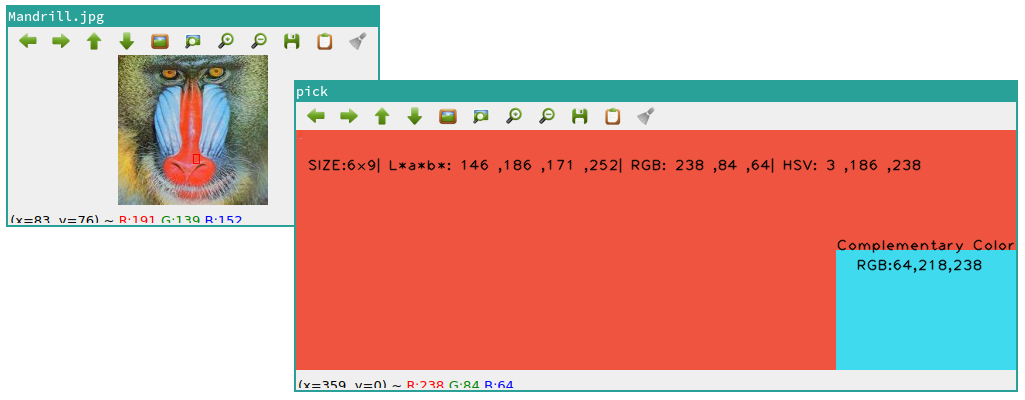 Mandrill.jpg
(x=83, y=76) ~ R:191 G:139 B:152
pick
SIZE:6x9| L*a*b*: 146 ,186 ,171 ,252| RGB: 238 ,84 ,64| HSV: 3 ,186 ,238
Complementary Color
RGB:64,218,238
(x=359, y=0) ~ R:238 G:84 B:64